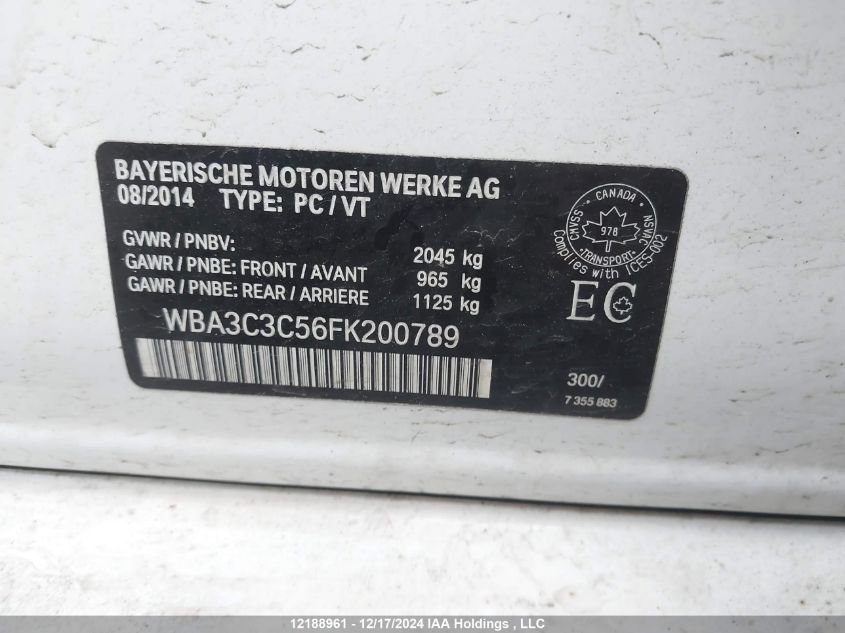 BAYERISCHE MOTOREN WERKE AG
08/2014 TYPE: PC / VT
GVWR / PNBV: 2045 kg
GAWR / PNBE: FRONT / AVANT 965 kg
GAWR / PNBE: REAR / ARRIERE 1125 kg
WBA3C3C56FK200789
CMVSS CANADA NSVAC
978
TRANSPORT
Complies with ICES-002
EC
300/
7 355 883
12188961 - 12/17/2024 IAA Holdings, LLC ©